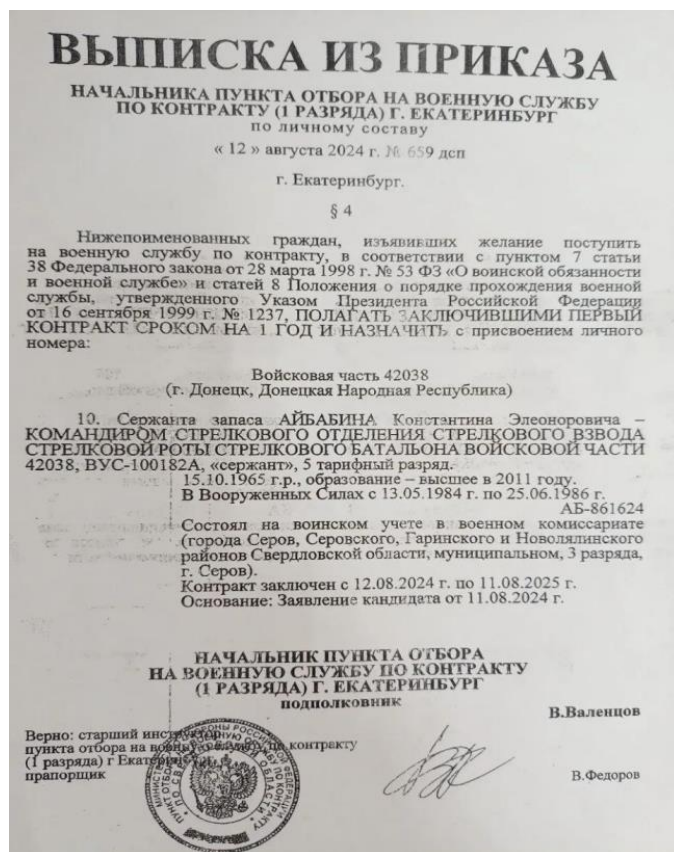 ВЫПИСКА ИЗ ПРИКАЗА
НАЧАЛЬНИКА ПУНКТА ОТБОРА НА ВОЕННУЮ СЛУЖБУ
ПО КОНТРАКТУ (1 РАЗРЯДА) Г. ЕКАТЕРИНБУРГ
по личному составу
« 12 » августа 2024 г. № 659 дсп
г. Екатеринбург.
§ 4
Нижепоименованных граждан, изъявивших желание поступить
на военную службу по контракту, в соответствии с пунктом 7 статьи
38 Федерального закона от 28 марта 1998 г. № 53 ФЗ «О воинской обязанности
и военной службе» и статей 8 Положения о порядке прохождения военной
службы, утвержденного Указом Президента Российской Федерации
от 16 сентября 1999 г. № 1237, ПОЛАГАТЬ ЗАКЛЮЧИВШИМИ ПЕРВЫЙ
КОНТРАКТ СРОКОМ НА 1 ГОД И НАЗНАЧИТЬ с присвоением личного
номера:
Войсковая часть 42038
(г. Донецк, Донецкая Народная Республика)
10. Сержанта запаса АЙБАБИНА Константина Элеоноровича –
КОМАНДИРОМ СТРЕЛКОВОГО ОТДЕЛЕНИЯ СТРЕЛКОВОГО ВЗВОДА
СТРЕЛКОВОЙ РОТЫ СТРЕЛКОВОГО БАТАЛЬОНА ВОЙСКОВОЙ ЧАСТИ
42038, ВУС-100182А, «сержант», 5 тарифный разряд.
15.10.1965 г.р., образование – высшее в 2011 году.
В Вооруженных Силах с 13.05.1984 г. по 25.06.1986 г.
АБ-861624
Состоял на воинском учете в военном комиссариате
(города Серов, Серовского, Гаринского и Новолялинского
районов Свердловской области, муниципальном, 3 разряда,
г. Серов).
Контракт заключен с 12.08.2024 г. по 11.08.2025 г.
Основание: Заявление кандидата от 11.08.2024 г.
НАЧАЛЬНИК ПУНКТА ОТБОРА
НА ВОЕННУЮ СЛУЖБУ ПО КОНТРАКТУ
(1 РАЗРЯДА) Г. ЕКАТЕРИНБУРГ
подполковник
В.Валенцов
Верно: старший инструктор
пункта отбора на военную службу по контракту
(1 разряда) г Екатеринбург
прапорщик
В.Федоров